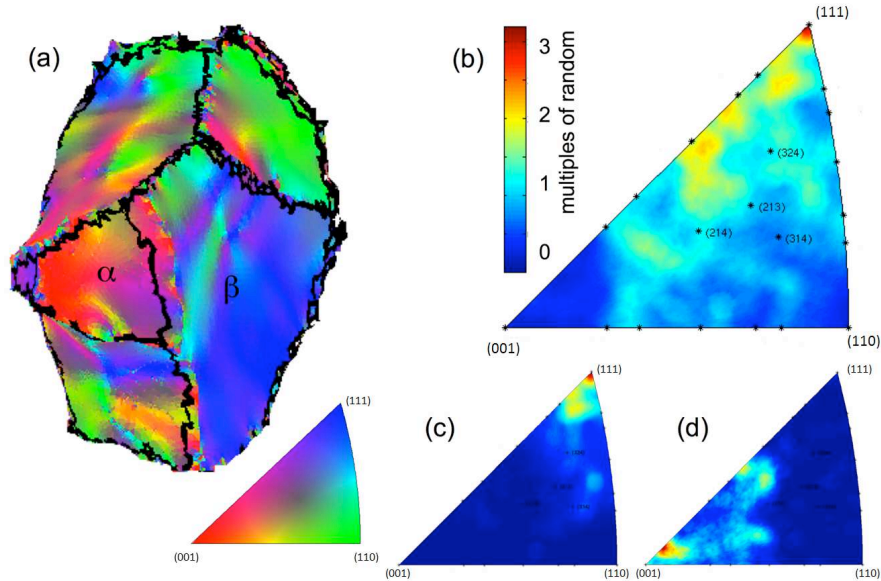 (a)
α
β
(111)
(001)
(110)
(b)
3
2
1
0
multiples of random
(111)
(324)
(213)
(214)
(314)
(001)
(110)
(c)
(111)
(001)
(110)
(d)
(111)
(001)
(110)